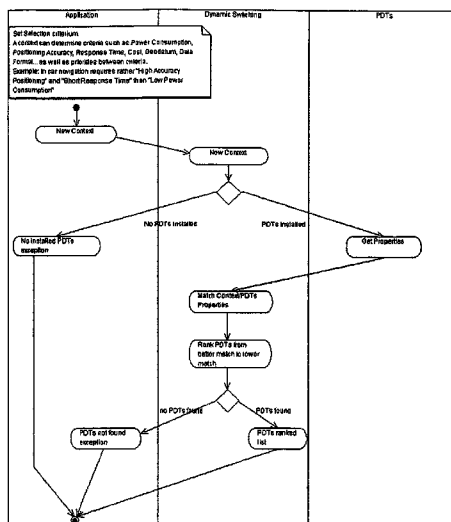 Application
Dynamic Switching
PDTs
Set Selection criterium.
A context can determine criteria such as Power Consumption,
Positioning Accuracy, Response Time, Cost, Geodatum, Data
Format... as well as priorities between criteria.
Example: In car navigation requires rather "High Accuracy
Positioning" and "Short Response Time" than "Low Power
Consumption"
New Context
New Context
No PDTs Installed
PDTs Installed
No Installed PDTs
exception
Get Properties
Match Context/PDTs
Properties
Rank PDTs from
better match to lower
match
no PDTs found
PDTs found
PDTs not found
exception
PDTs ranked
list